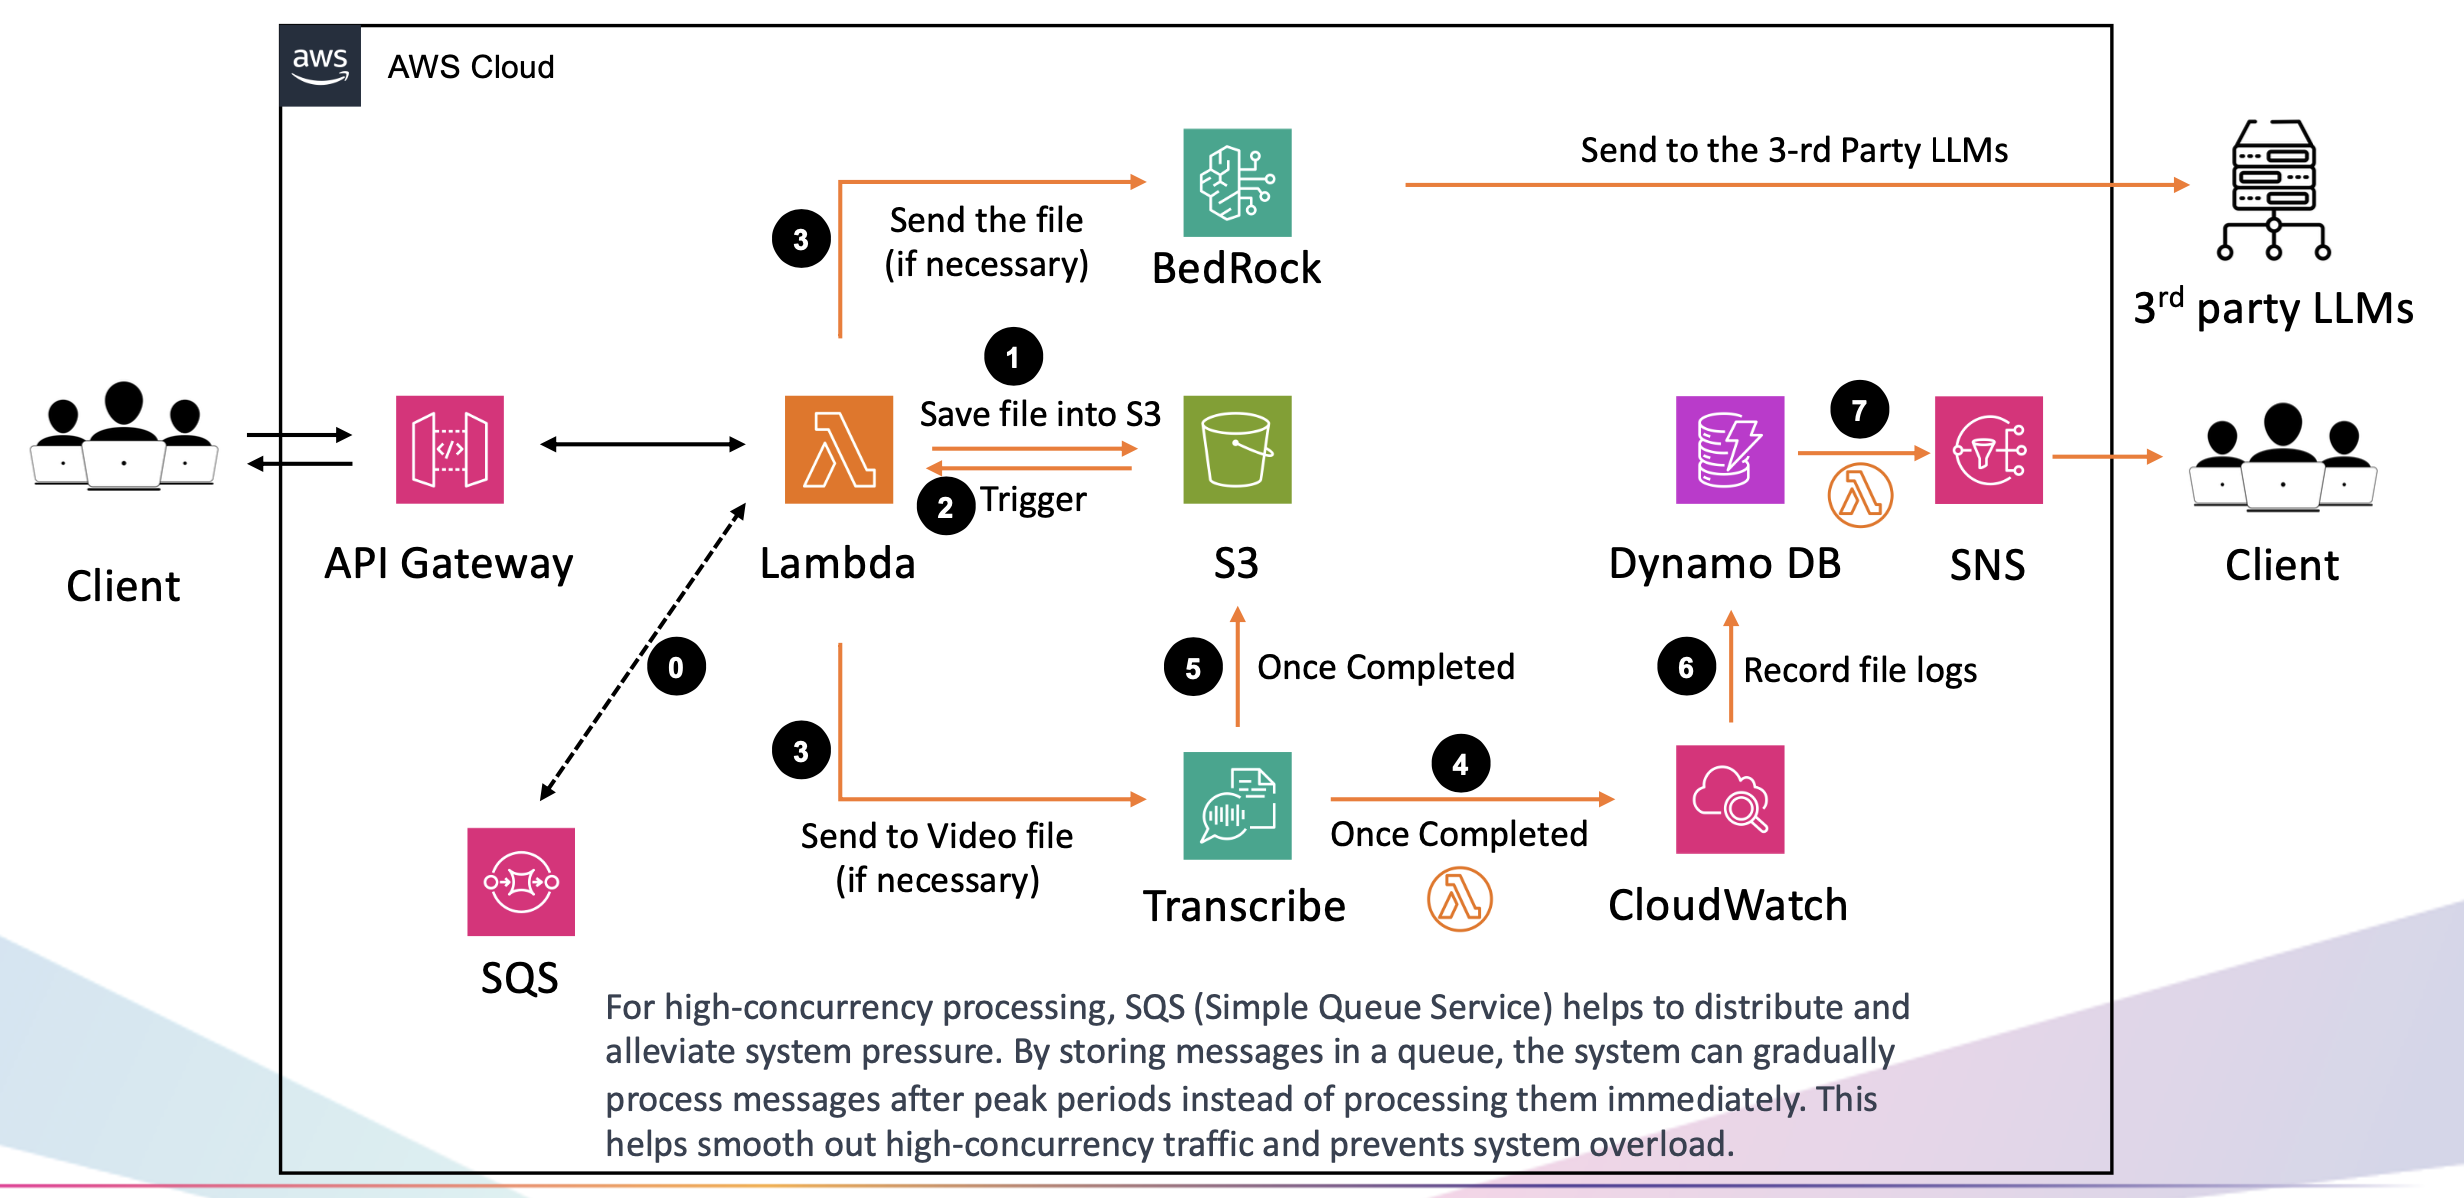 aws
AWS Cloud
Send to the 3-rd Party LLMs
3
Send the file
(if necessary)
BedRock
3rd party LLMs
1
Save file into S3
2
Trigger
7
</>
Client
API Gateway
Lambda
S3
Dynamo DB
SNS
Client
0
5
Once Completed
6
Record file logs
3
Send to Video file
(if necessary)
4
Once Completed
Transcribe
CloudWatch
SQS
For high-concurrency processing, SQS (Simple Queue Service) helps to distribute and
alleviate system pressure. By storing messages in a queue, the system can gradually
process messages after peak periods instead of processing them immediately. This
helps smooth out high-concurrency traffic and prevents system overload.